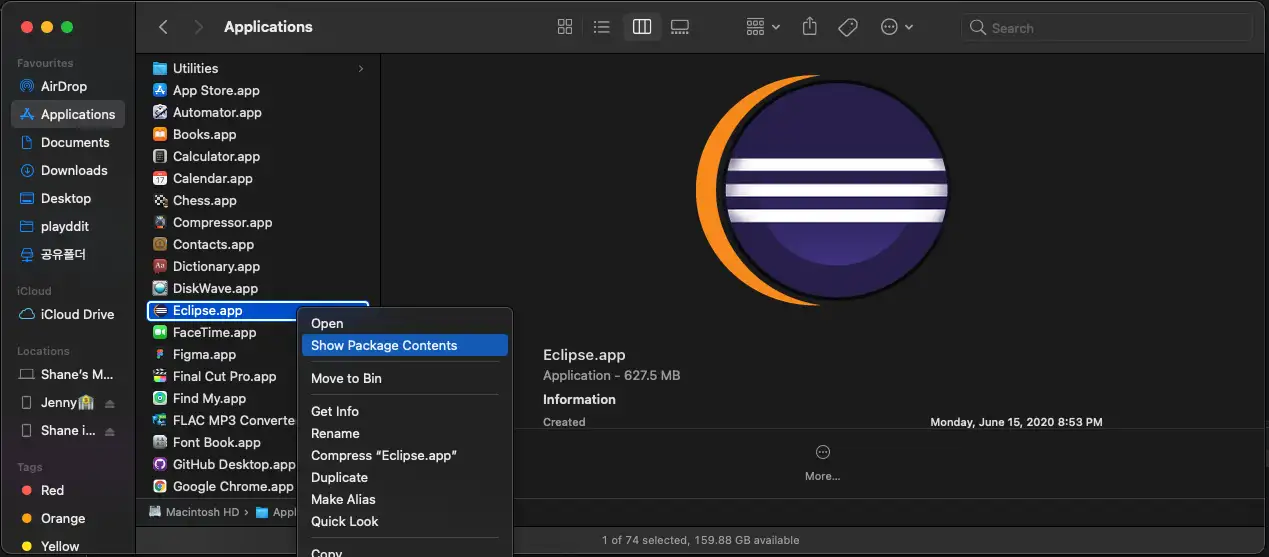 Applications
Search
Favourites
AirDrop
Applications
Documents
Downloads
Desktop
playddit
공유폴더
iCloud
iCloud Drive
Locations
Shane's M...
Jenny
Shane i...
Tags
Red
Orange
Yellow
Utilities
App Store.app
Automator.app
Books.app
Calculator.app
Calendar.app
Chess.app
Compressor.app
Contacts.app
Dictionary.app
DiskWave.app
Eclipse.app
FaceTime.app
Figma.app
Final Cut Pro.app
Find My.app
FLAC MP3 Converte
Font Book.app
GitHub Desktop.app
Google Chrome.app
Macintosh HD › Appl
Open
Show Package Contents
Move to Bin
Get Info
Rename
Compress “Eclipse.app”
Duplicate
Make Alias
Quick Look
Copy
Eclipse.app
Application - 627.5 MB
Information
Created Monday, June 15, 2020 8:53 PM
More...
1 of 74 selected, 159.88 GB available